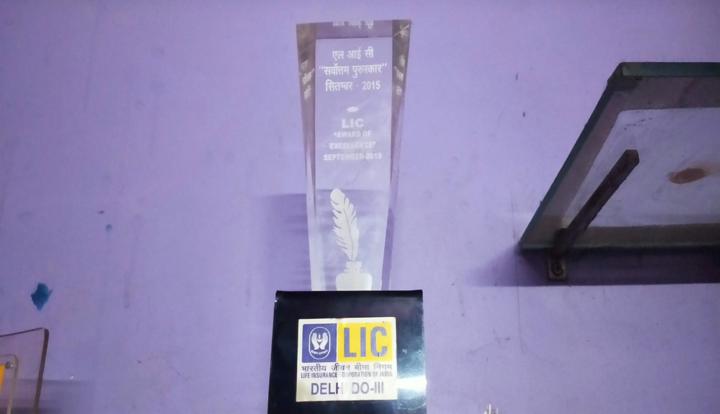 एल आई सी
"सर्वोत्तम पुरुस्कार"
सितम्बर - 2015
LIC
"AWARD OF
EXCELLENCE"
SEPTEMBER-2015
LIC
भारतीय जीवन बीमा निगम
LIFE INSURANCE CORPORATION OF INDIA
DELHI DO-III